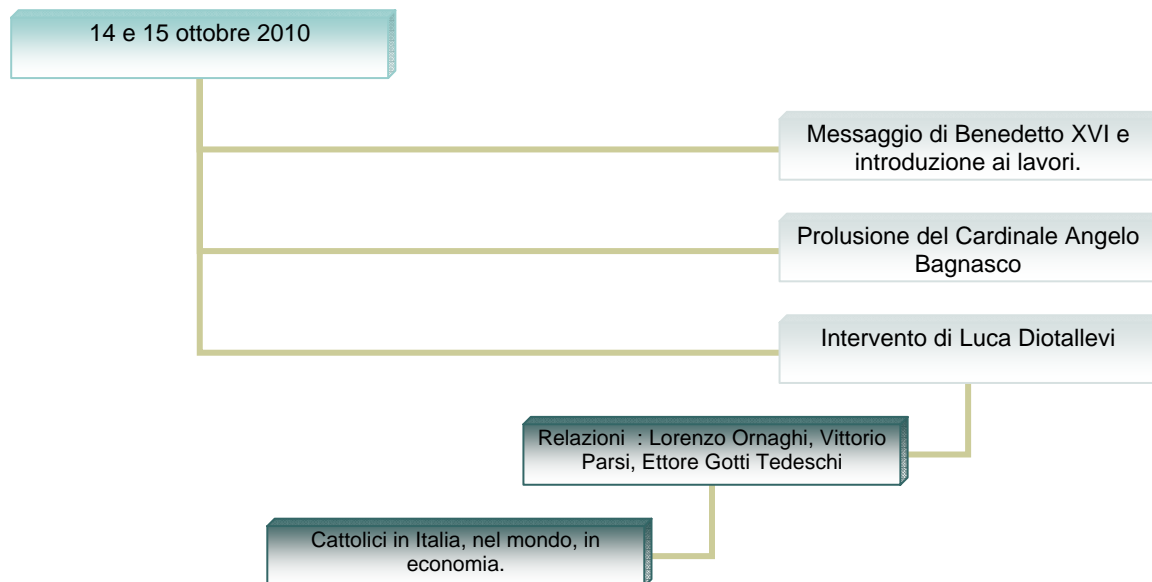 14 e 15 ottobre 2010
Messaggio di Benedetto XVI e
introduzione ai lavori.
Prolusione del Cardinale Angelo
Bagnasco
Intervento di Luca Diotallevi
Relazioni : Lorenzo Ornaghi, Vittorio
Parsi, Ettore Gotti Tedeschi
Cattolici in Italia, nel mondo, in
economia.